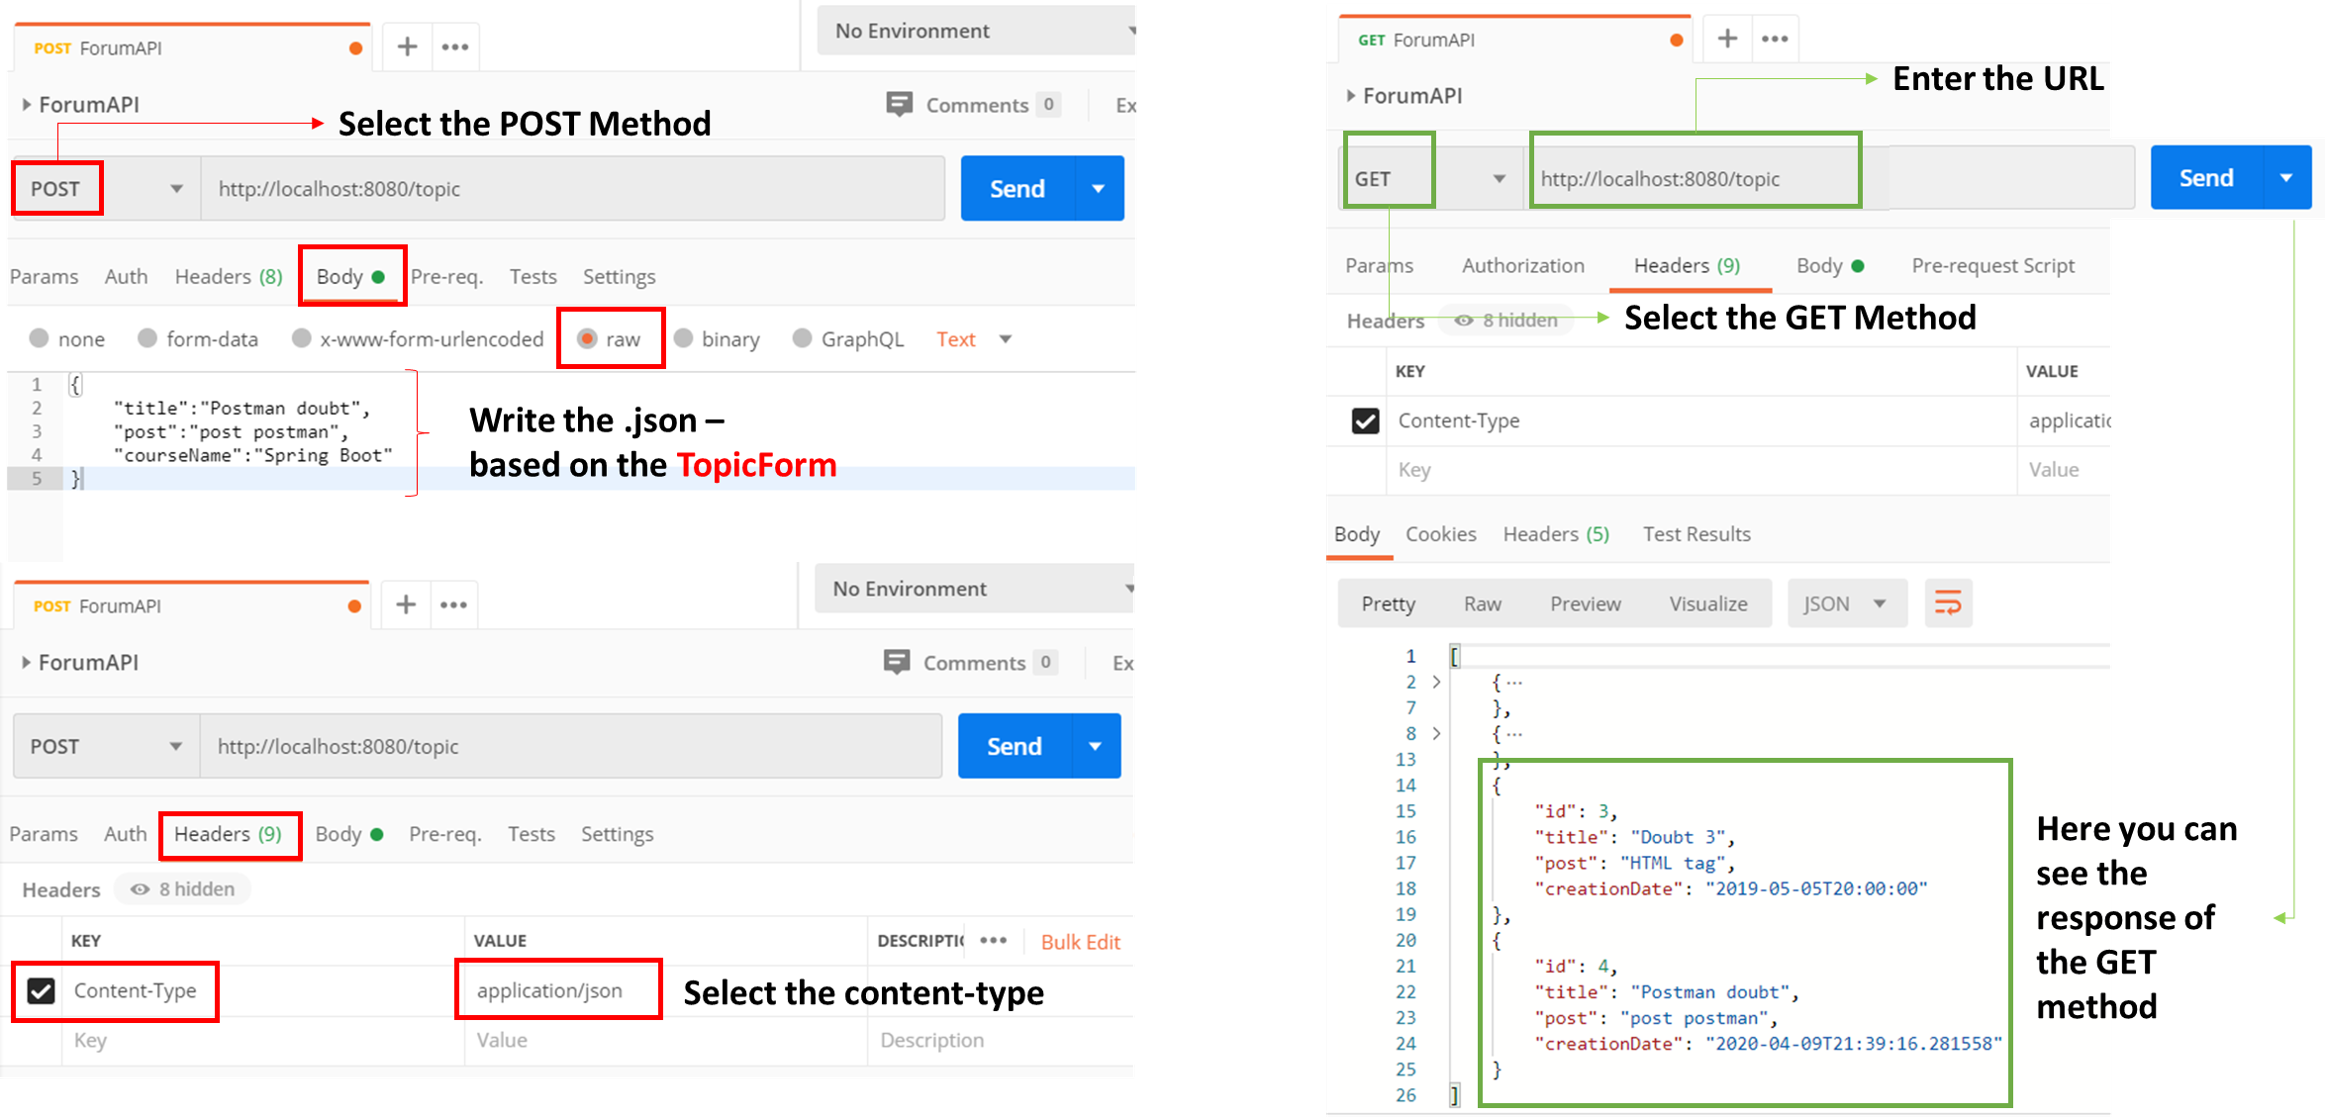 POST ForumAPI
No Environment
ForumAPI
Comments 0
Ex
Select the POST Method
POST
http://localhost:8080/topic
Send
Params Auth Headers (8) Body Pre-req. Tests Settings
none form-data x-www-form-urlencoded raw binary GraphQL Text
1 {
2 "title":"Postman doubt",
3 "post":"post postman",
4 "courseName":"Spring Boot"
5 }
Write the .json –
based on the TopicForm
POST ForumAPI
No Environment
ForumAPI
Comments 0
Ex
POST
http://localhost:8080/topic
Send
Params Auth Headers (9) Body Pre-req. Tests Settings
Headers 8 hidden
KEY VALUE DESCRIPTIO ••• Bulk Edit
Content-Type application/json
Select the content-type
Key Value Description
GET ForumAPI
Enter the URL
ForumAPI
GET
http://localhost:8080/topic
Send
Params Authorization Headers (9) Body Pre-request Script
Headers 8 hidden
Select the GET Method
KEY VALUE
Content-Type applicatio
Key Value
Body Cookies Headers (5) Test Results
Pretty Raw Preview Visualize JSON
1 [
2 { ···
7 },
8 { ···
13 },
14 {
15 "id": 3,
16 "title": "Doubt 3",
17 "post": "HTML tag",
18 "creationDate": "2019-05-05T20:00:00"
19 },
20 {
21 "id": 4,
22 "title": "Postman doubt",
23 "post": "post postman",
24 "creationDate": "2020-04-09T21:39:16.281558"
25 }
26 ]
Here you can
see the
response of
the GET
method